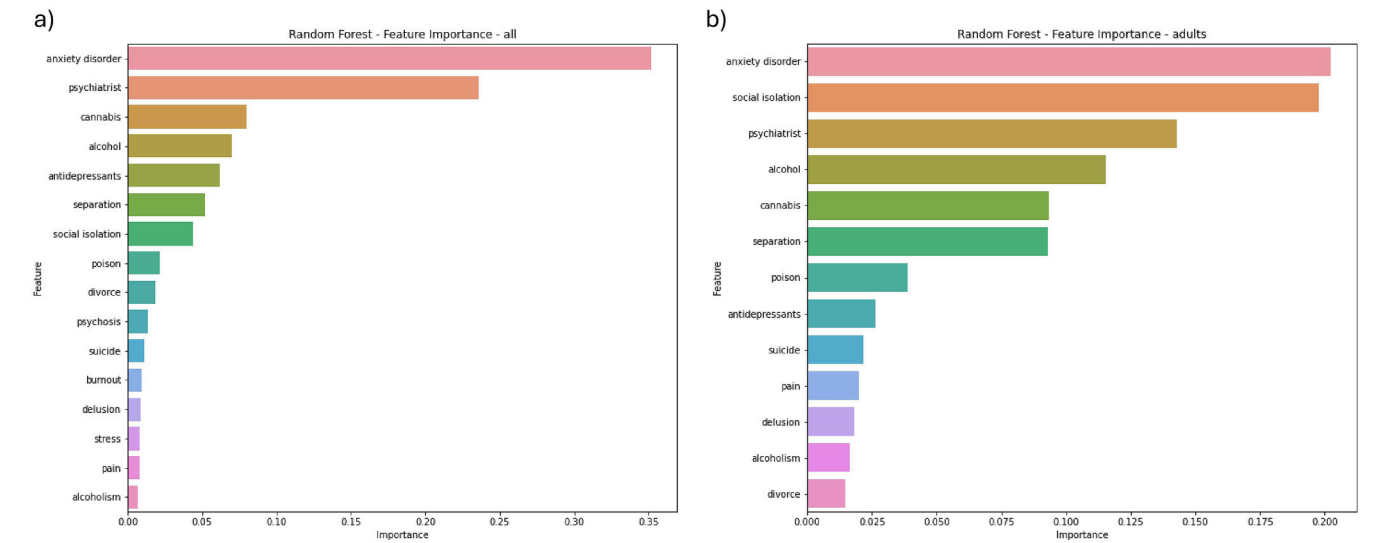 a)
Random Forest - Feature Importance - all
anxiety disorder
psychiatrist
cannabis
alcohol
antidepressants
separation
social isolation
poison
divorce
psychosis
suicide
burnout
delusion
stress
pain
alcoholism
Feature
0.00 0.05 0.10 0.15 0.20 0.25 0.30 0.35
Importance
b)
Random Forest - Feature Importance - adults
anxiety disorder
social isolation
psychiatrist
alcohol
cannabis
separation
poison
antidepressants
suicide
pain
delusion
alcoholism
divorce
Feature
0.000 0.025 0.050 0.075 0.100 0.125 0.150 0.175 0.200
Importance